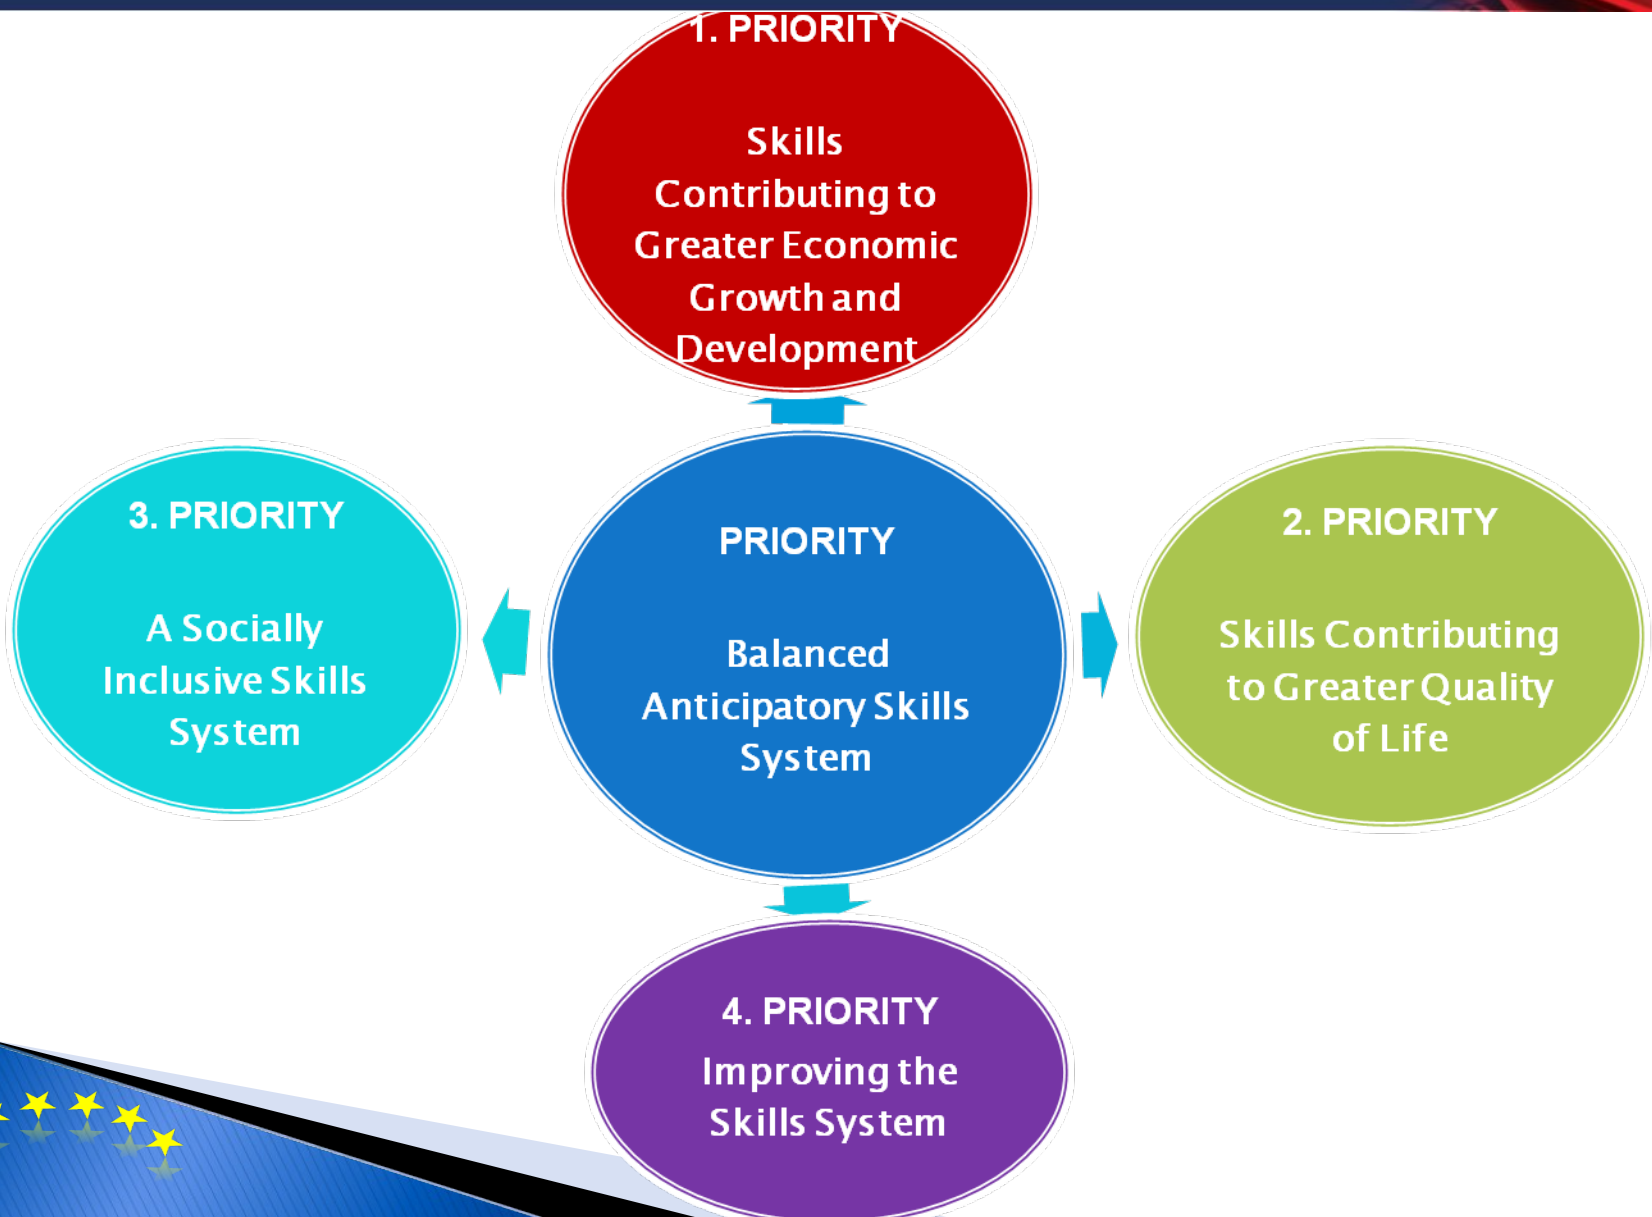 1. PRIORITY
Skills
Contributing to
Greater Economic
Growth and
Development
3. PRIORITY
A Socially
Inclusive Skills
System
PRIORITY
Balanced
Anticipatory Skills
System
2. PRIORITY
Skills Contributing
to Greater Quality
of Life
4. PRIORITY
Improving the
Skills System